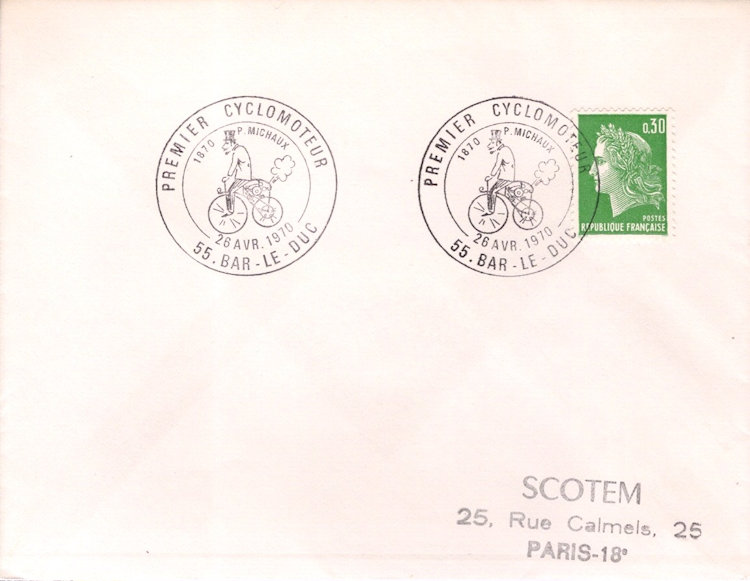 PREMIER CYCLOMOTEUR
1870 P. MICHAUX
26 AVR. 1970
55. BAR-LE-DUC
PREMIER CYCLOMOTEUR
1870 P. MICHAUX
26 AVR. 1970
55. BAR-LE-DUC
0,30
POSTES
REPUBLIQUE FRANÇAISE
SCOTEM
25, Rue Calmels, 25
PARIS-18e